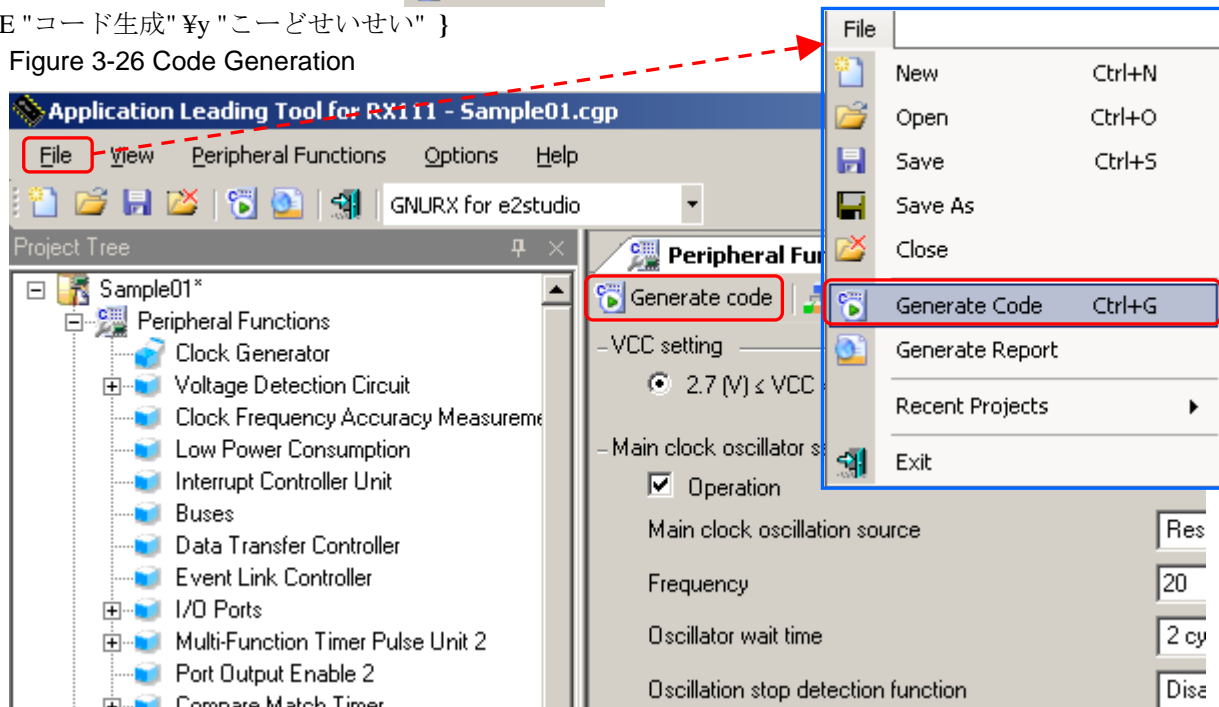 E "コード生成" ¥y "こーどせいせい" }
Figure 3-26 Code Generation
Application Leading Tool for RX111 - Sample01.cgp
File View Peripheral Functions Options Help
GNURX for e2studio
Project Tree
Sample01*
Peripheral Functions
Clock Generator
Voltage Detection Circuit
Clock Frequency Accuracy Measureme
Low Power Consumption
Interrupt Controller Unit
Buses
Data Transfer Controller
Event Link Controller
I/O Ports
Multi-Function Timer Pulse Unit 2
Port Output Enable 2
Compare Match Timer
Peripheral Fu
Generate code
VCC setting
2.7 (V) ≤ VCC
Main clock oscillator s
Operation
Main clock oscillation source Res
Frequency 20
Oscillator wait time 2 cy
Oscillation stop detection function Disa
File
New Ctrl+N
Open Ctrl+O
Save Ctrl+S
Save As
Close
Generate Code Ctrl+G
Generate Report
Recent Projects
Exit